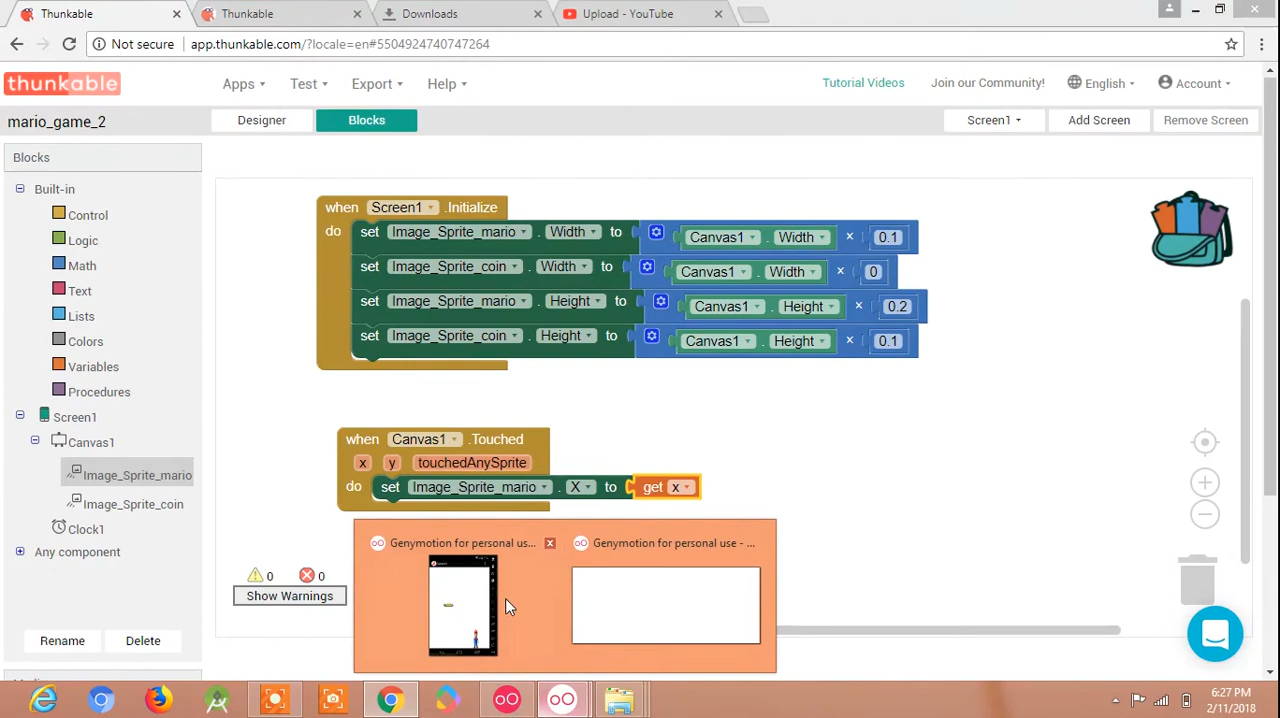 Thunkable
Thunkable
Downloads
Upload - YouTube
Not secure
app.thunkable.com/?locale=en#5504924740747264
thunkable
Apps
Test
Export
Help
Tutorial Videos
Join our Community!
English
Account
mario_game_2
Designer
Blocks
Screen1
Add Screen
Remove Screen
Blocks
Built-in
Control
Logic
Math
Text
Lists
Colors
Variables
Procedures
Screen1
Canvas1
Image_Sprite_mario
Image_Sprite_coin
Clock1
Any component
Rename
Delete
when Screen1 .Initialize
do set Image_Sprite_mario . Width to Canvas1 . Width × 0.1
set Image_Sprite_coin . Width to Canvas1 . Width × 0
set Image_Sprite_mario . Height to Canvas1 . Height × 0.2
set Image_Sprite_coin . Height to Canvas1 . Height × 0.1
when Canvas1 .Touched
x y touchedAnySprite
do set Image_Sprite_mario . X to get x
0 0
Show Warnings
Genymotion for personal us...
Genymotion for personal use - ...
6:27 PM
2/11/2018